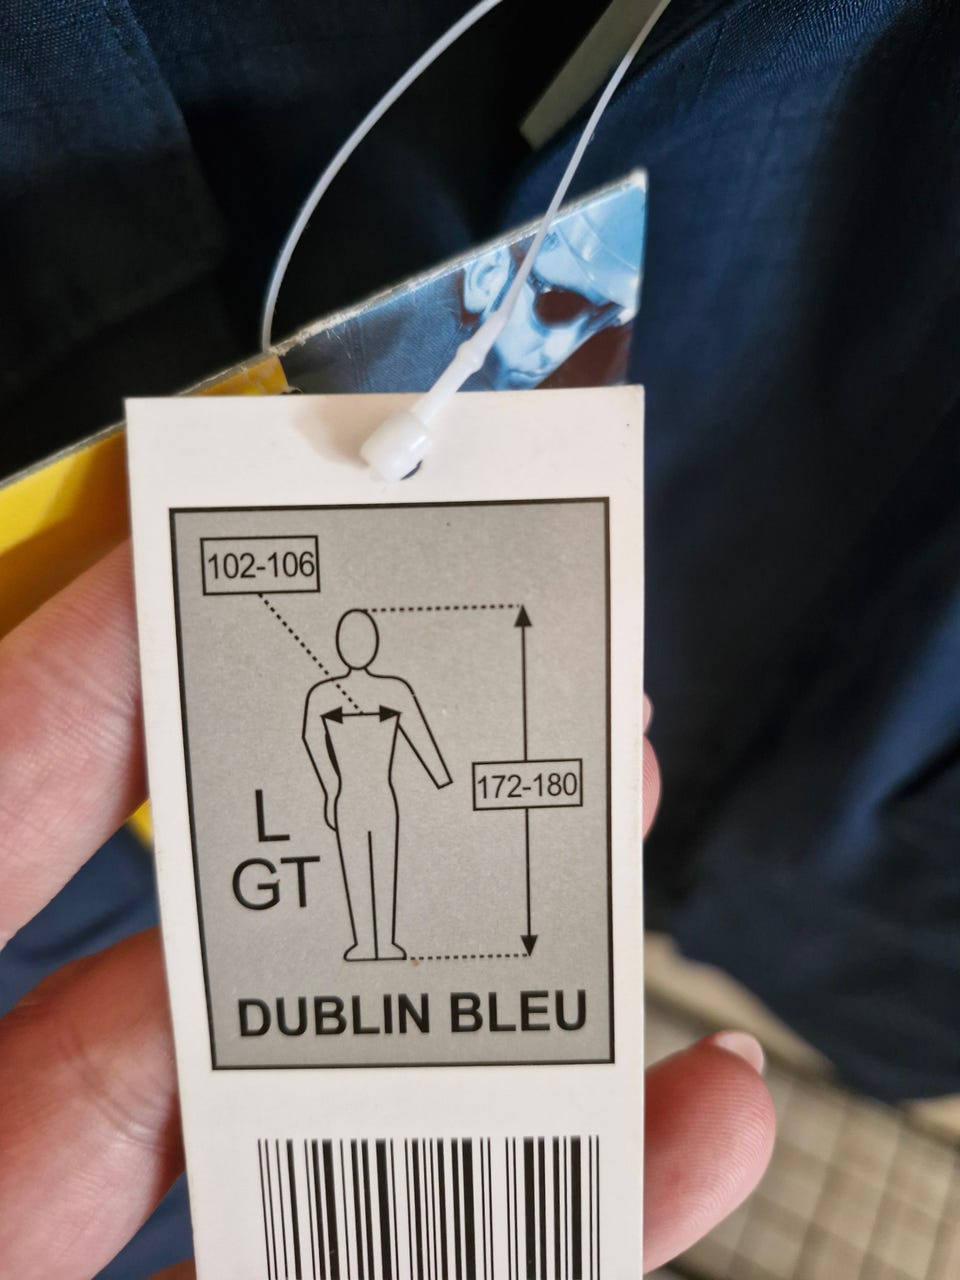 102-106
172-180
L
GT
DUBLIN BLEU